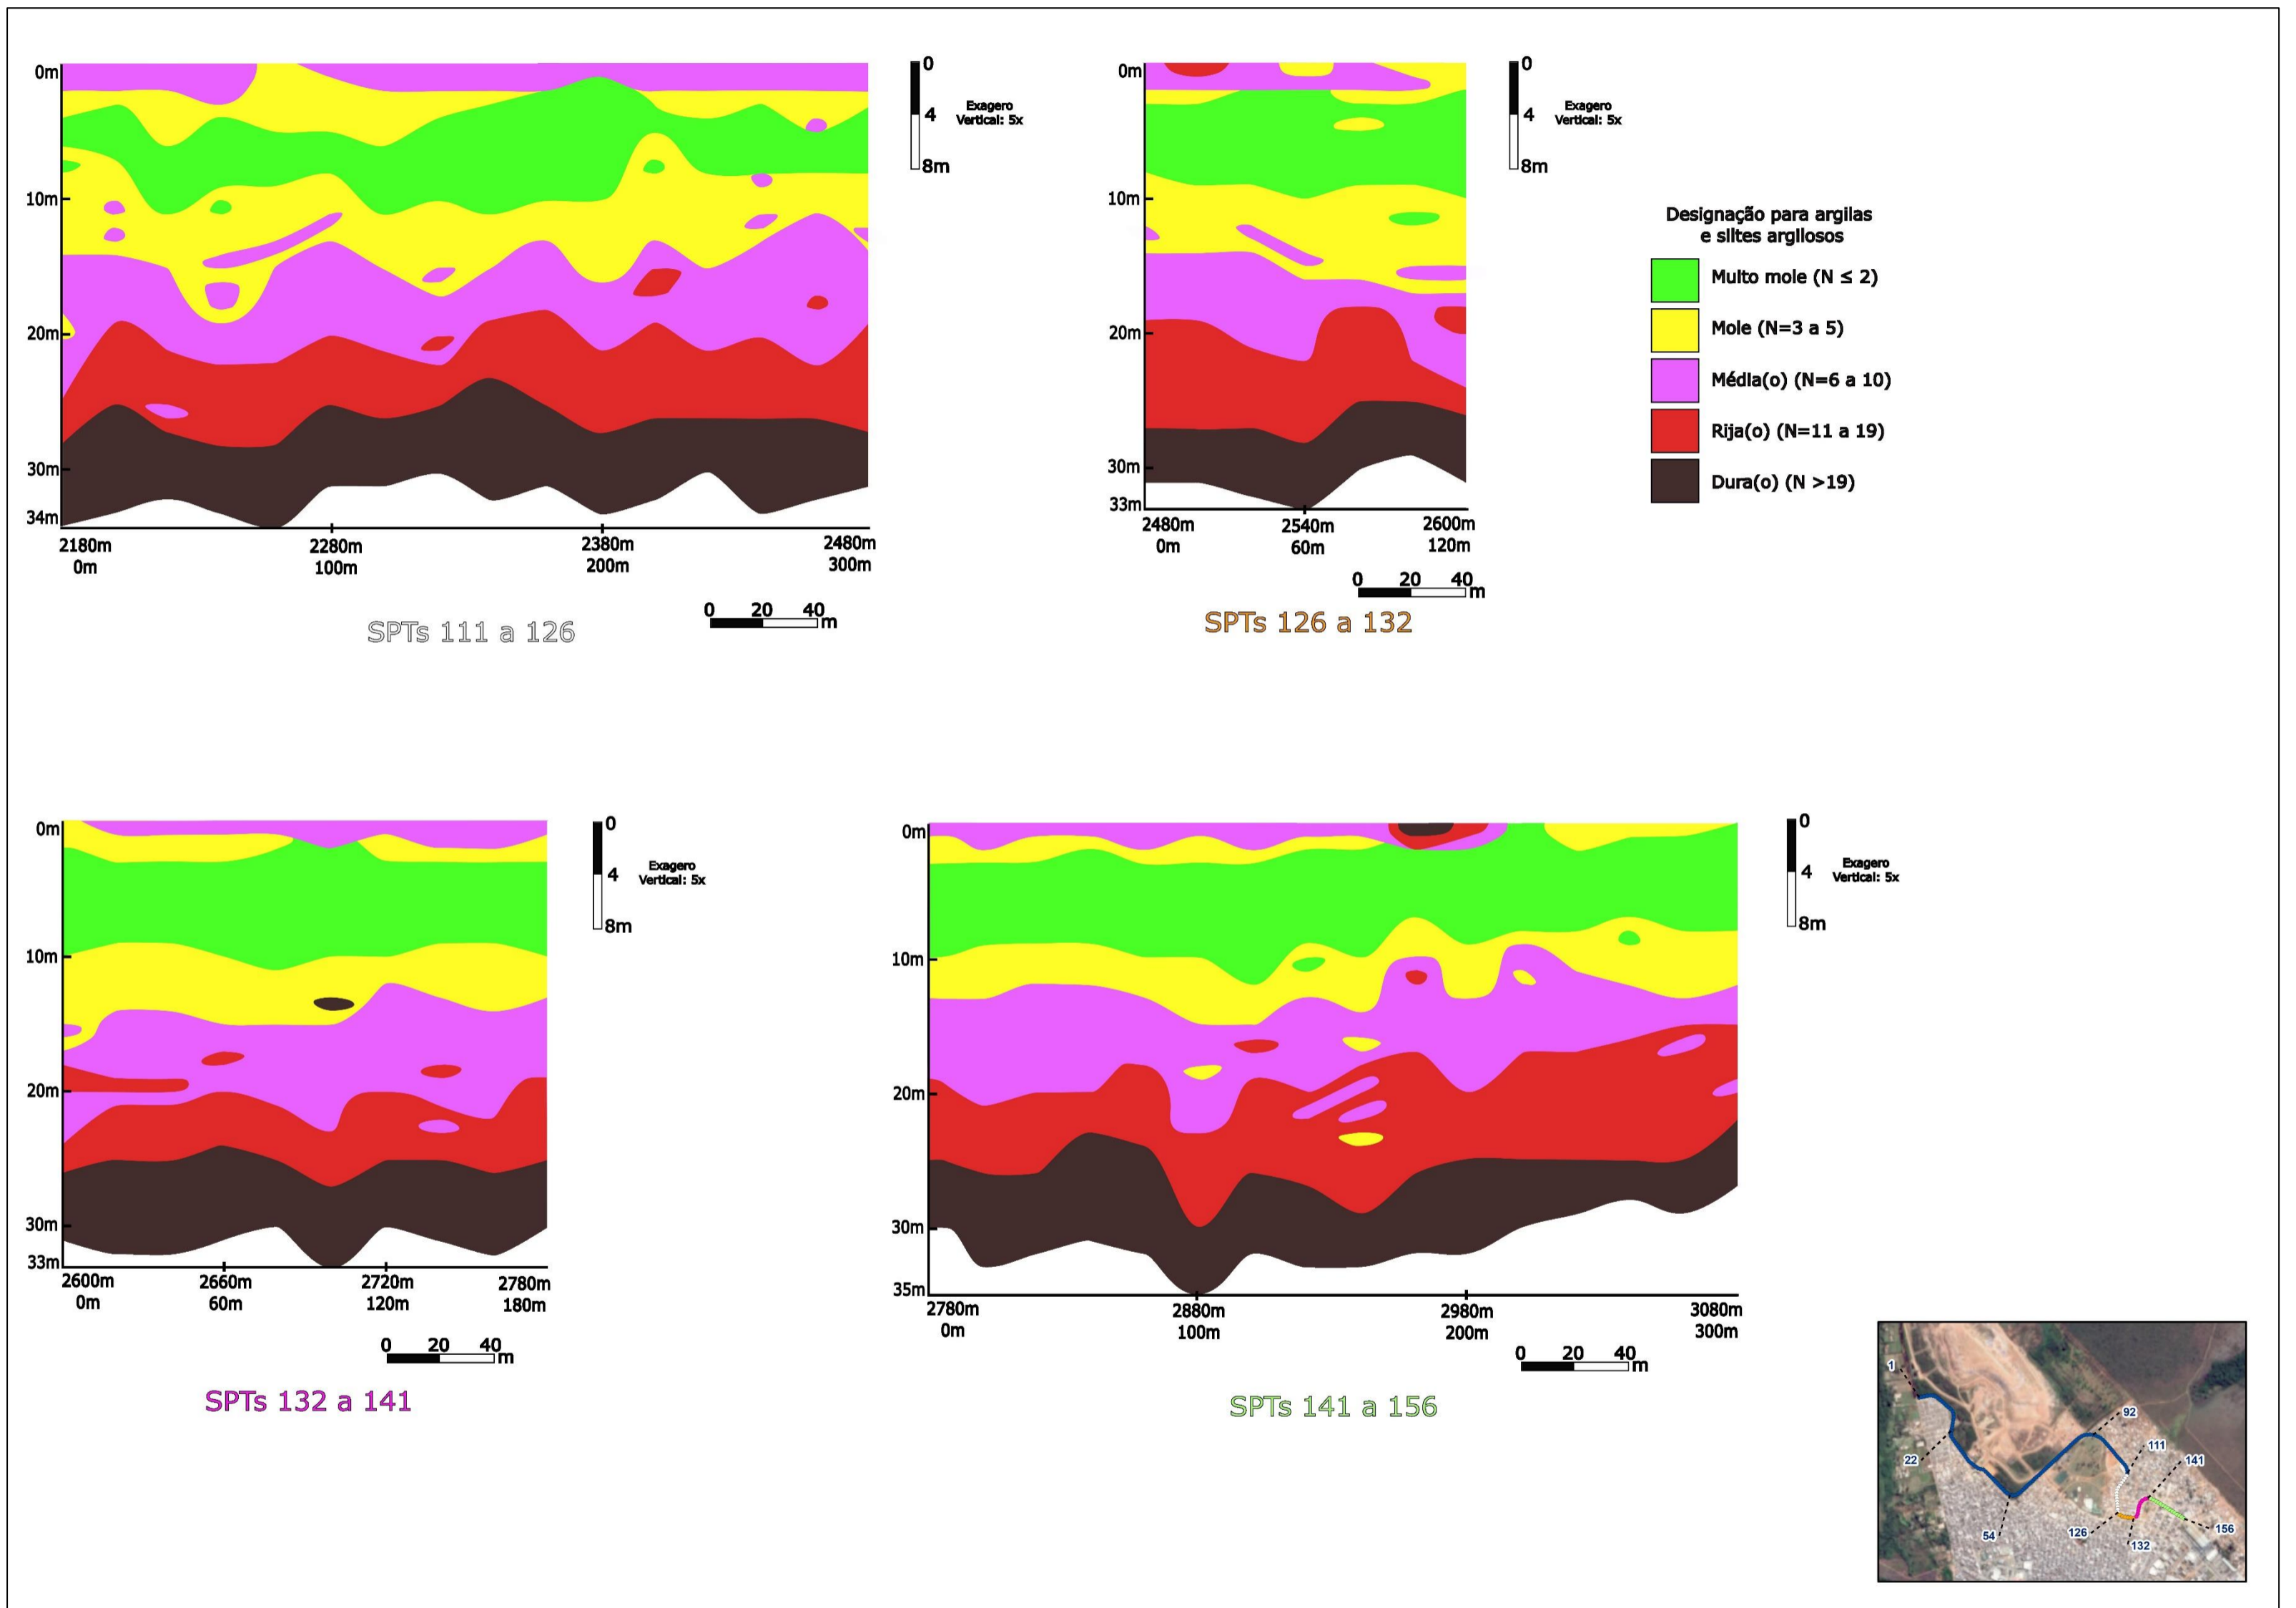 0m
10m
20m
30m
34m
2180m
0m
2280m
100m
2380m
200m
2480m
300m
0
4
8m
Exagero
Vertical: 5x
0 20 40 m
SPTs 111 a 126
0m
10m
20m
30m
33m
2480m
0m
2540m
60m
2600m
120m
0
4
8m
Exagero
Vertical: 5x
0 20 40 m
SPTs 126 a 132
Designação para argilas
e siltes argilosos
Muito mole (N ≤ 2)
Mole (N=3 a 5)
Média(o) (N=6 a 10)
Rija(o) (N=11 a 19)
Dura(o) (N >19)
0m
10m
20m
30m
33m
2600m
0m
2660m
60m
2720m
120m
2780m
180m
0
4
8m
Exagero
Vertical: 5x
0 20 40 m
SPTs 132 a 141
0m
10m
20m
30m
35m
2780m
0m
2880m
100m
2980m
200m
3080m
300m
0
4
8m
Exagero
Vertical: 5x
0 20 40 m
SPTs 141 a 156
1
22
54
92
111
141
126
132
156